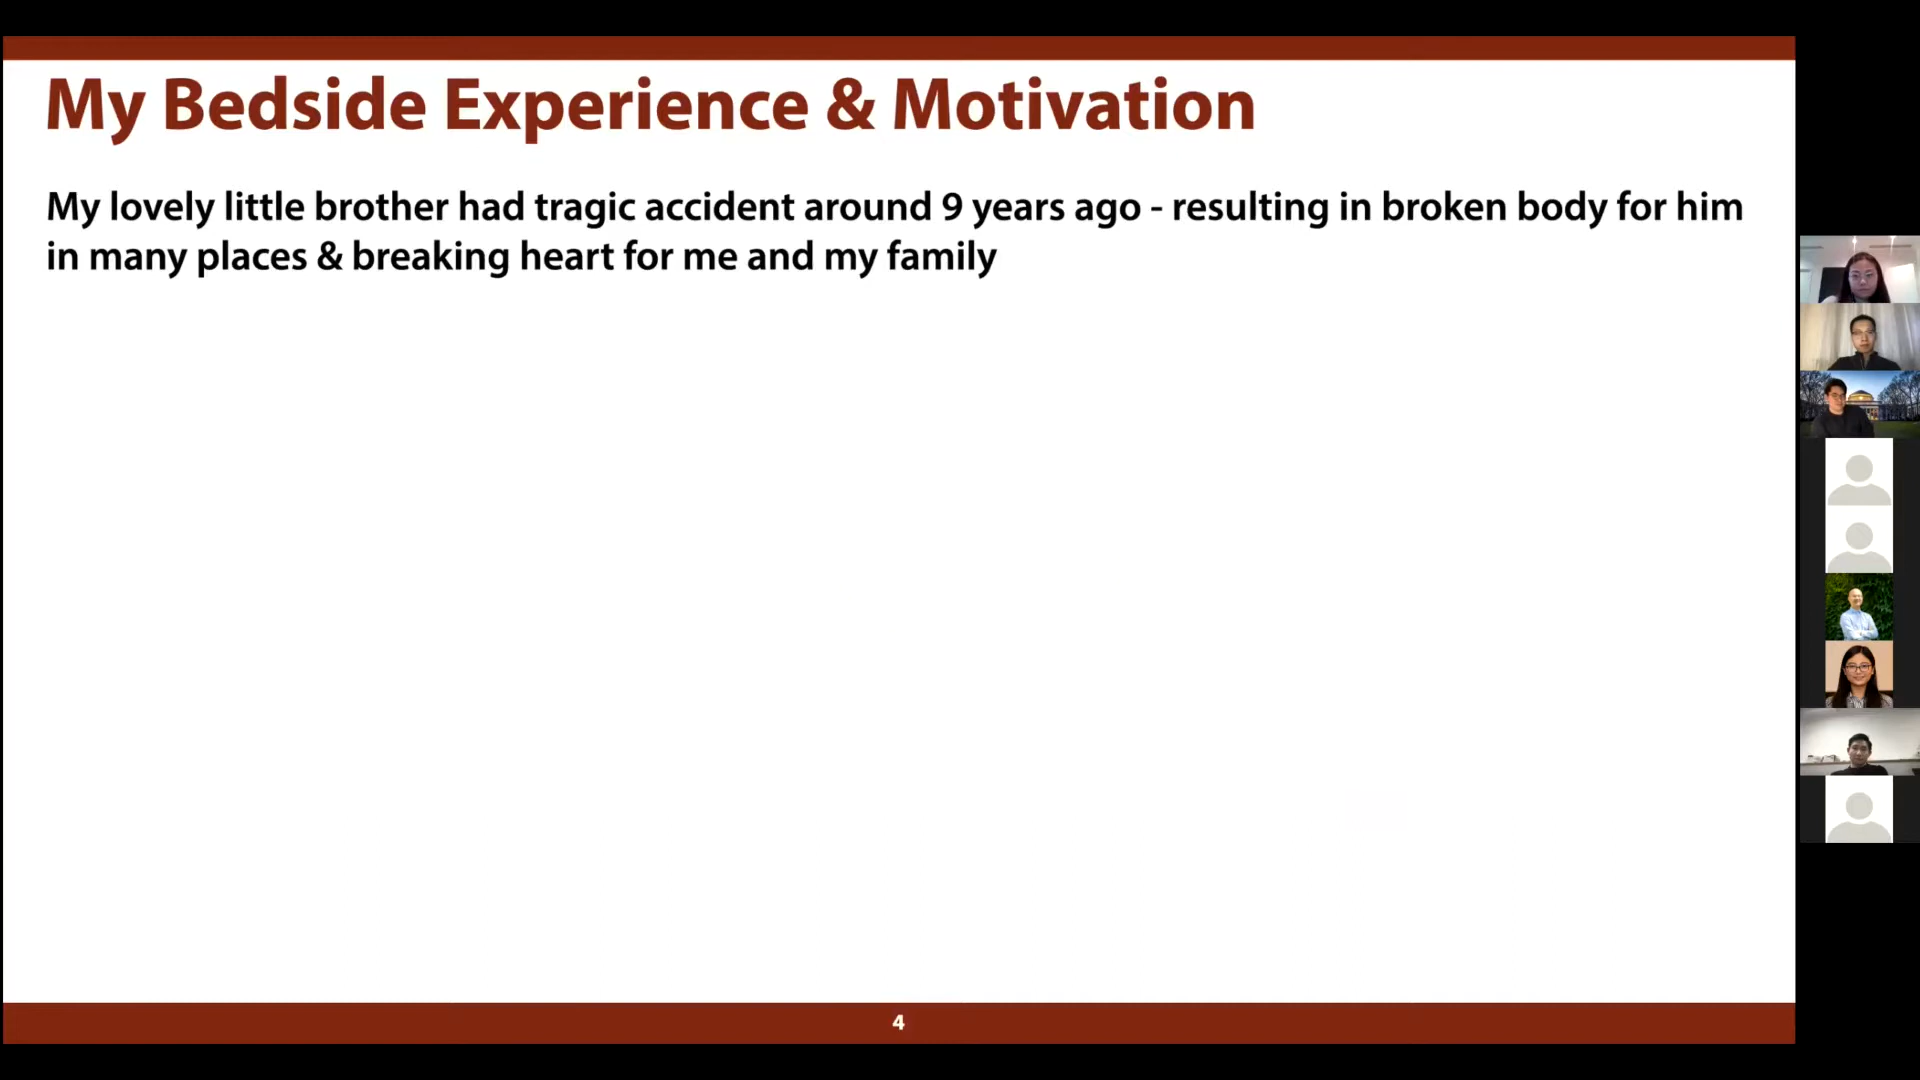 My Bedside Experience & Motivation
My lovely little brother had tragic accident around 9 years ago - resulting in broken body for him
in many places & breaking heart for me and my family
4